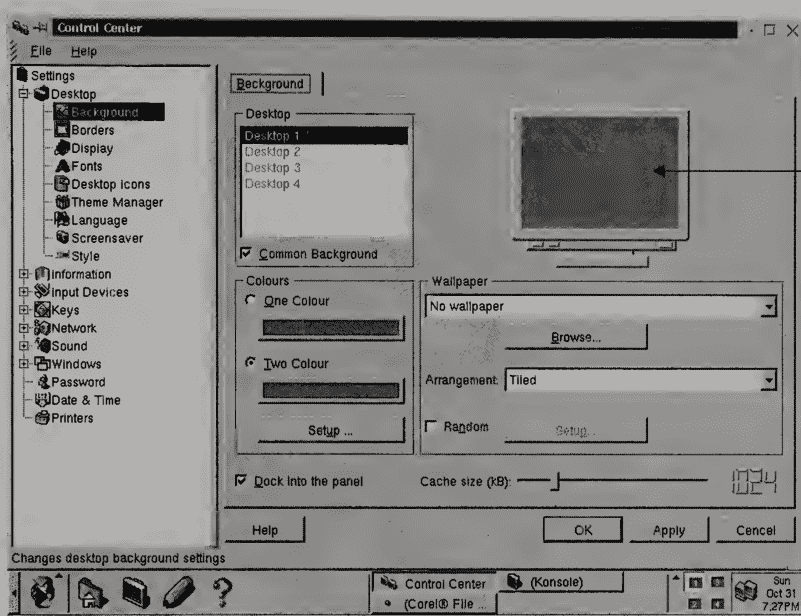 Control Center
File Help
Settings
Desktop
Background
Borders
Display
Fonts
Desktop icons
Theme Manager
Language
Screensaver
Style
Information
Input Devices
Keys
Network
Sound
Windows
Password
Date & Time
Printers
Background
Desktop
Desktop 1
Desktop 2
Desktop 3
Desktop 4
Common Background
Colours
One Colour
Two Colour
Setup ...
Wallpaper
No wallpaper
Browse...
Arrangement: Tiled
Random Setup...
Dock into the panel
Cache size (kB): 1024
Help OK Apply Cancel
Changes desktop background settings
Control Center (Konsole)
(Corel® File ...
Sun
Oct 31
7:27PM